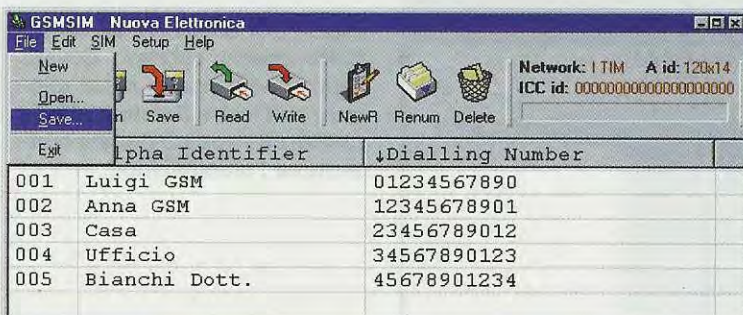 GSMSIM Nuova Elettronica
File Edit SIM Setup Help
New
Open...
Save...
Exit
Save Read Write NewR Renum Delete
Network: I TIM A id: 120x14
ICC id: 00000000000000000000
Alpha Identifier ↓Dialling Number
001 Luigi GSM 01234567890
002 Anna GSM 12345678901
003 Casa 23456789012
004 Ufficio 34567890123
005 Bianchi Dott. 45678901234